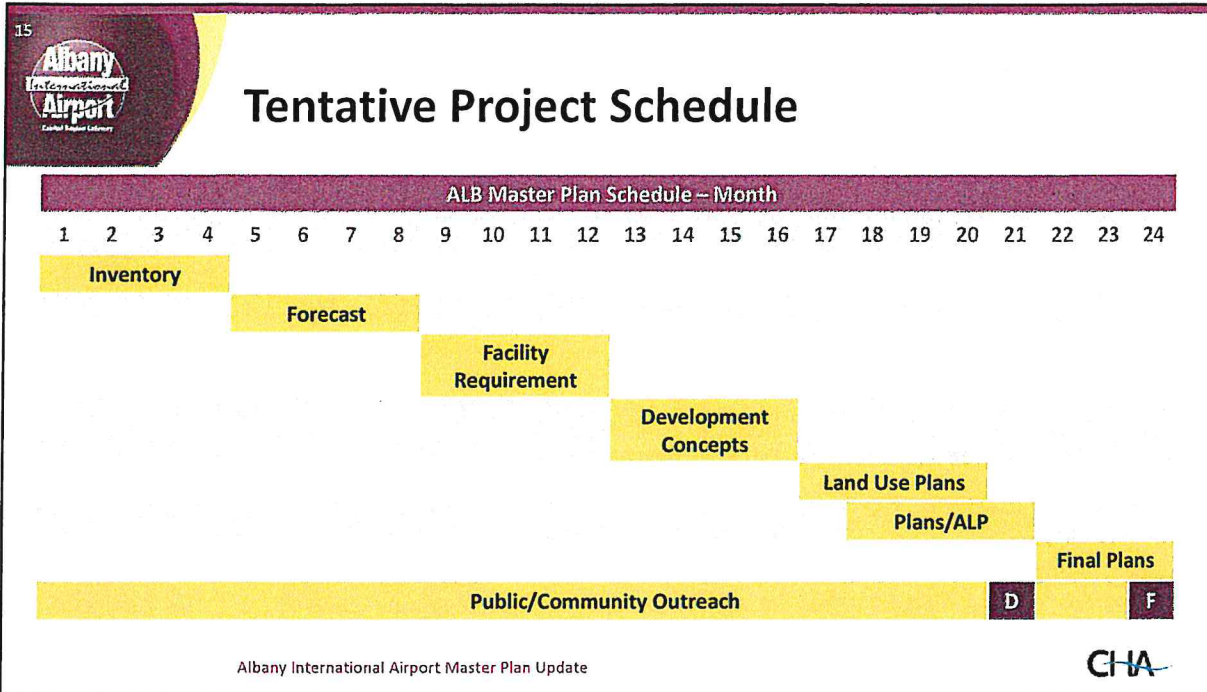 15
Albany
International
Airport
Capital Region Gateway
Tentative Project Schedule
ALB Master Plan Schedule – Month
1 2 3 4 5 6 7 8 9 10 11 12 13 14 15 16 17 18 19 20 21 22 23 24
Inventory
Forecast
Facility
Requirement
Development
Concepts
Land Use Plans
Plans/ALP
Final Plans
Public/Community Outreach D F
Albany International Airport Master Plan Update
CHA